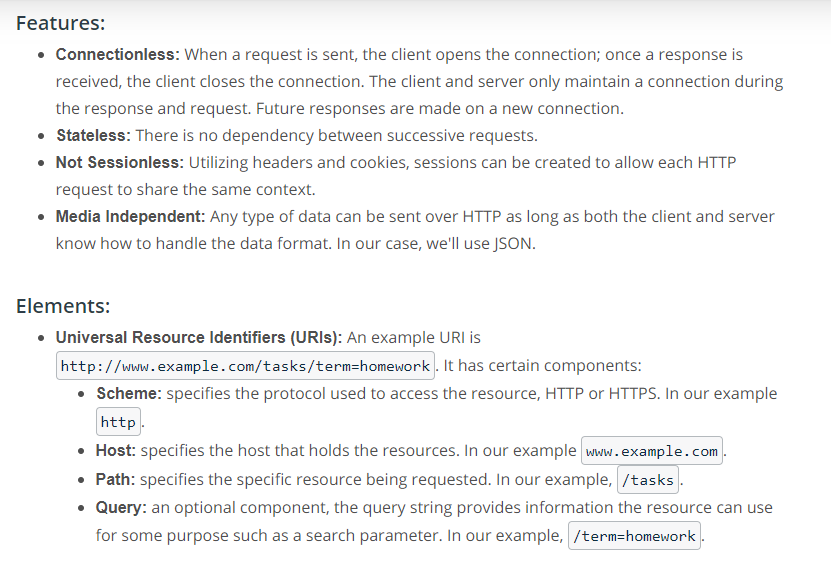 Features:
• Connectionless: When a request is sent, the client opens the connection; once a response is
received, the client closes the connection. The client and server only maintain a connection during
the response and request. Future responses are made on a new connection.
• Stateless: There is no dependency between successive requests.
• Not Sessionless: Utilizing headers and cookies, sessions can be created to allow each HTTP
request to share the same context.
• Media Independent: Any type of data can be sent over HTTP as long as both the client and server
know how to handle the data format. In our case, we'll use JSON.
Elements:
• Universal Resource Identifiers (URIs): An example URI is
http://www.example.com/tasks/term=homework. It has certain components:
• Scheme: specifies the protocol used to access the resource, HTTP or HTTPS. In our example
http.
• Host: specifies the host that holds the resources. In our example www.example.com.
• Path: specifies the specific resource being requested. In our example, /tasks.
• Query: an optional component, the query string provides information the resource can use
for some purpose such as a search parameter. In our example, /term=homework.